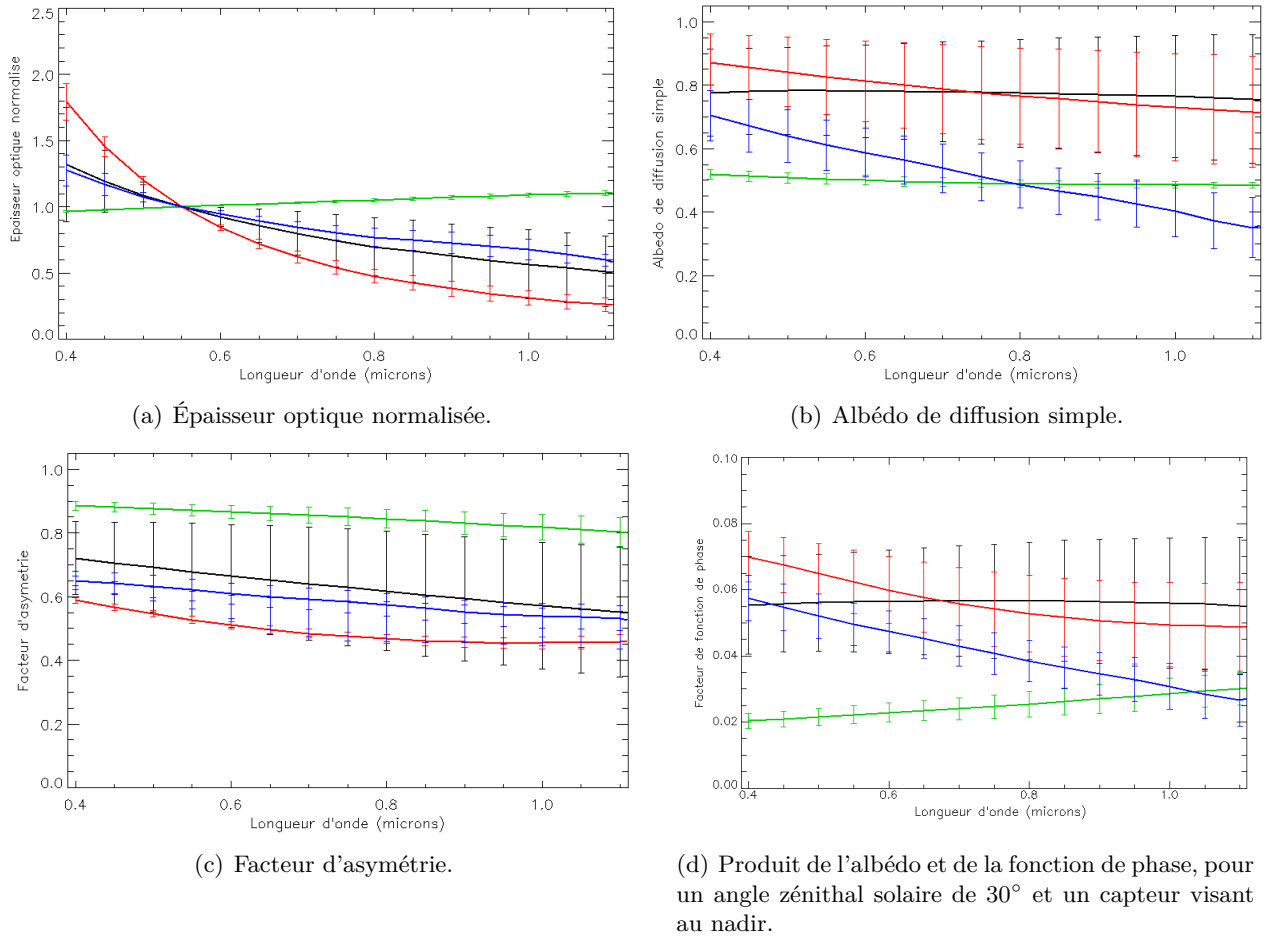 2.5
2.0
1.5
1.0
0.5
0.0
Epaisseur optique normalise
0.4 0.6 0.8 1.0
Longueur d'onde (microns)
(a) Épaisseur optique normalisée.
1.0
0.8
0.6
0.4
0.2
0.0
Albedo de diffusion simple
0.4 0.6 0.8 1.0
Longueur d'onde (microns)
(b) Albédo de diffusion simple.
1.0
0.8
0.6
0.4
0.2
0.0
Facteur d'asymetrie
0.4 0.6 0.8 1.0
Longueur d'onde (microns)
(c) Facteur d'asymétrie.
0.10
0.08
0.06
0.04
0.02
0.00
Facteur de fonction de phase
0.4 0.6 0.8 1.0
Longueur d'onde (microns)
(d) Produit de l'albédo et de la fonction de phase, pour
un angle zénithal solaire de 30° et un capteur visant
au nadir.